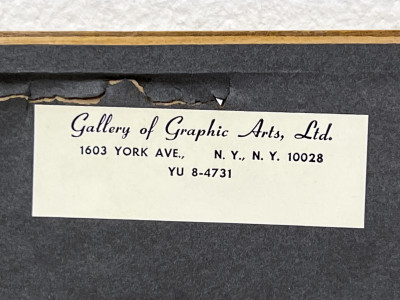 Gallery of Graphic Arts, Ltd.
1603 YORK AVE., N. Y., N. Y. 10028
YU 8-4731